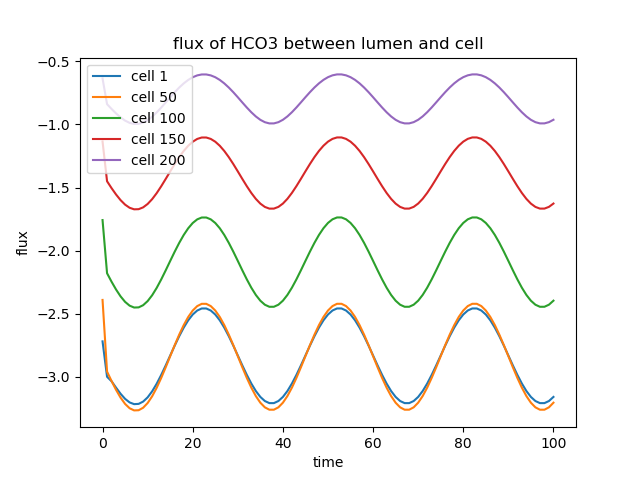 flux of HCO3 between lumen and cell
−0.5
−1.0
−1.5
−2.0
−2.5
−3.0
flux
cell 1
cell 50
cell 100
cell 150
cell 200
0 20 40 60 80 100
time